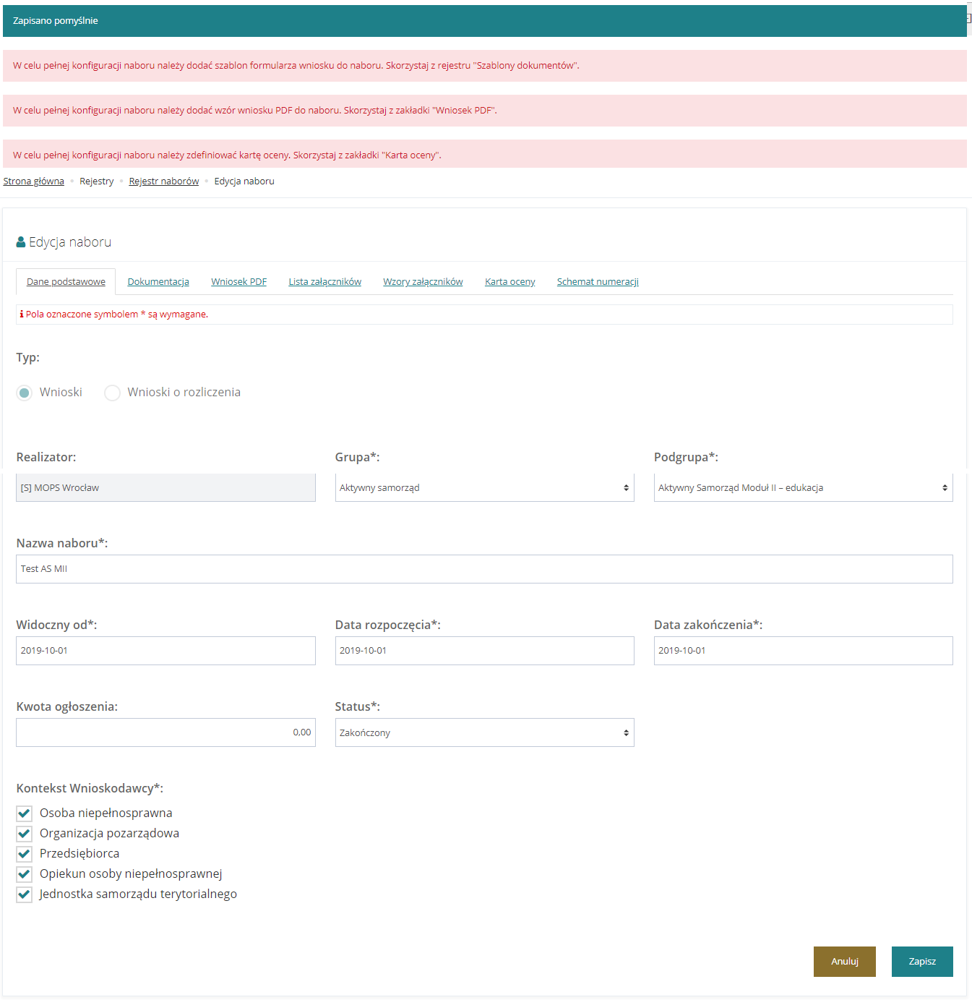 Zapisano pomyślnie
W celu pełnej konfiguracji naboru należy dodać szablon formularza wniosku do naboru. Skorzystaj z rejestru "Szablony dokumentów".
W celu pełnej konfiguracji naboru należy dodać wzór wniosku PDF do naboru. Skorzystaj z zakładki "Wniosek PDF".
W celu pełnej konfiguracji naboru należy zdefiniować kartę oceny. Skorzystaj z zakładki "Karta oceny".
Strona główna Rejestry Rejestr naborów Edycja naboru
Edycja naboru
Dane podstawowe Dokumentacja Wniosek PDF Lista załączników Wzory załączników Karta oceny Schemat numeracji
Pola oznaczone symbolem * są wymagane.
Typ:
Wnioski Wnioski o rozliczenia
Realizator: Grupa*: Podgrupa*:
[S] MOPS Wrocław Aktywny samorząd Aktywny Samorząd Moduł II – edukacja
Nazwa naboru*:
Test AS MII
Widoczny od*: Data rozpoczęcia*: Data zakończenia*:
2019-10-01 2019-10-01 2019-10-01
Kwota ogłoszenia: Status*:
0,00 Zakończony
Kontekst Wnioskodawcy*:
Osoba niepełnosprawna
Organizacja pozarządowa
Przedsiębiorca
Opiekun osoby niepełnosprawnej
Jednostka samorządu terytorialnego
Anuluj Zapisz